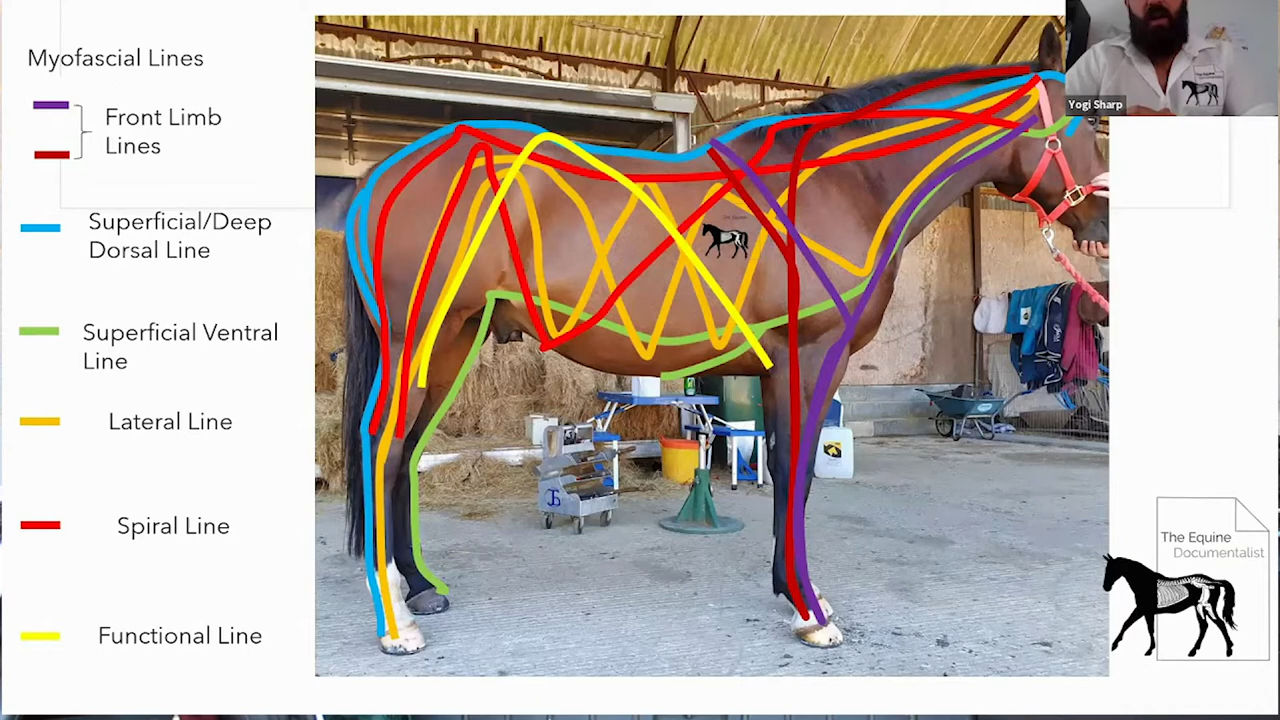 Myofascial Lines
Front Limb
Lines
Superficial/Deep
Dorsal Line
Superficial Ventral
Line
Lateral Line
Spiral Line
Functional Line
Yogi Sharp
The Equine
Documentalist